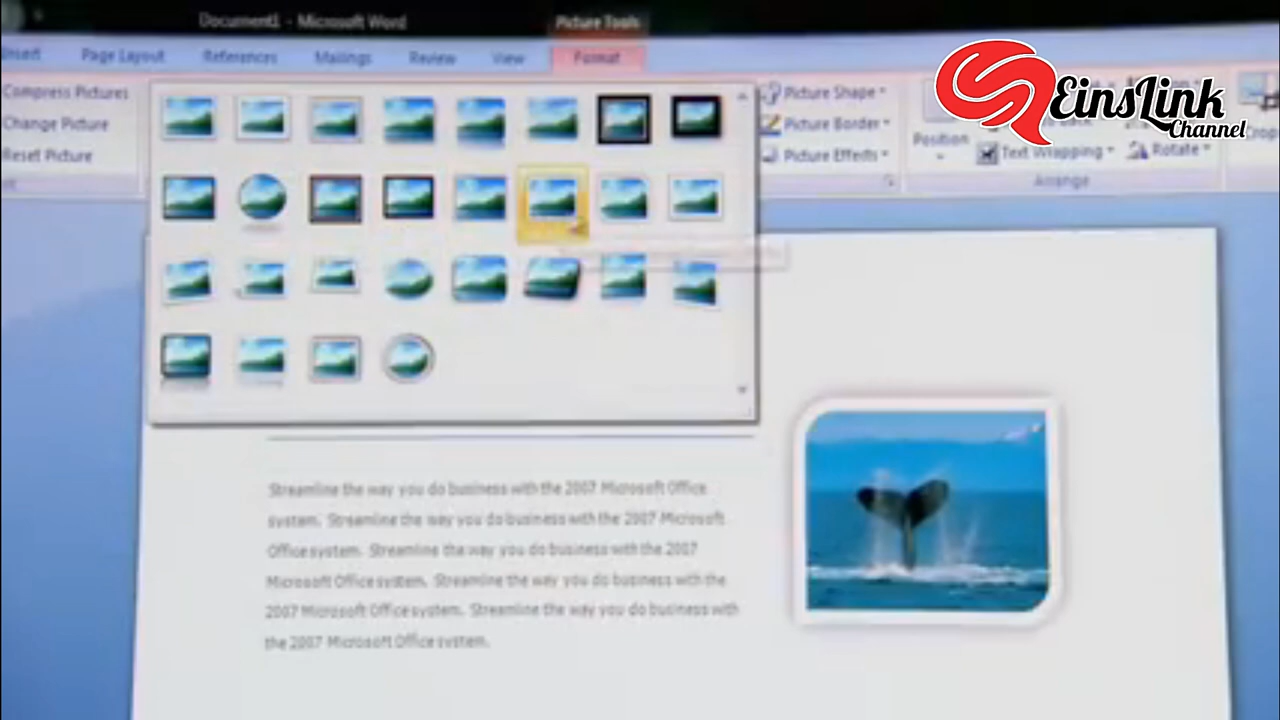 Document1 - Microsoft Word
Picture Tools
Insert
Page Layout
References
Mailings
Review
View
Format
Compress Pictures
Change Picture
Reset Picture
Picture Shape
Picture Border
Picture Effects
Position
Text Wrapping
Rotate
Arrange
EinsLink
Channel
Streamline the way you do business with the 2007 Microsoft Office
system. Streamline the way you do business with the 2007 Microsoft
Office system. Streamline the way you do business with the 2007
Microsoft Office system. Streamline the way you do business with the
2007 Microsoft Office system. Streamline the way you do business with
the 2007 Microsoft Office system.